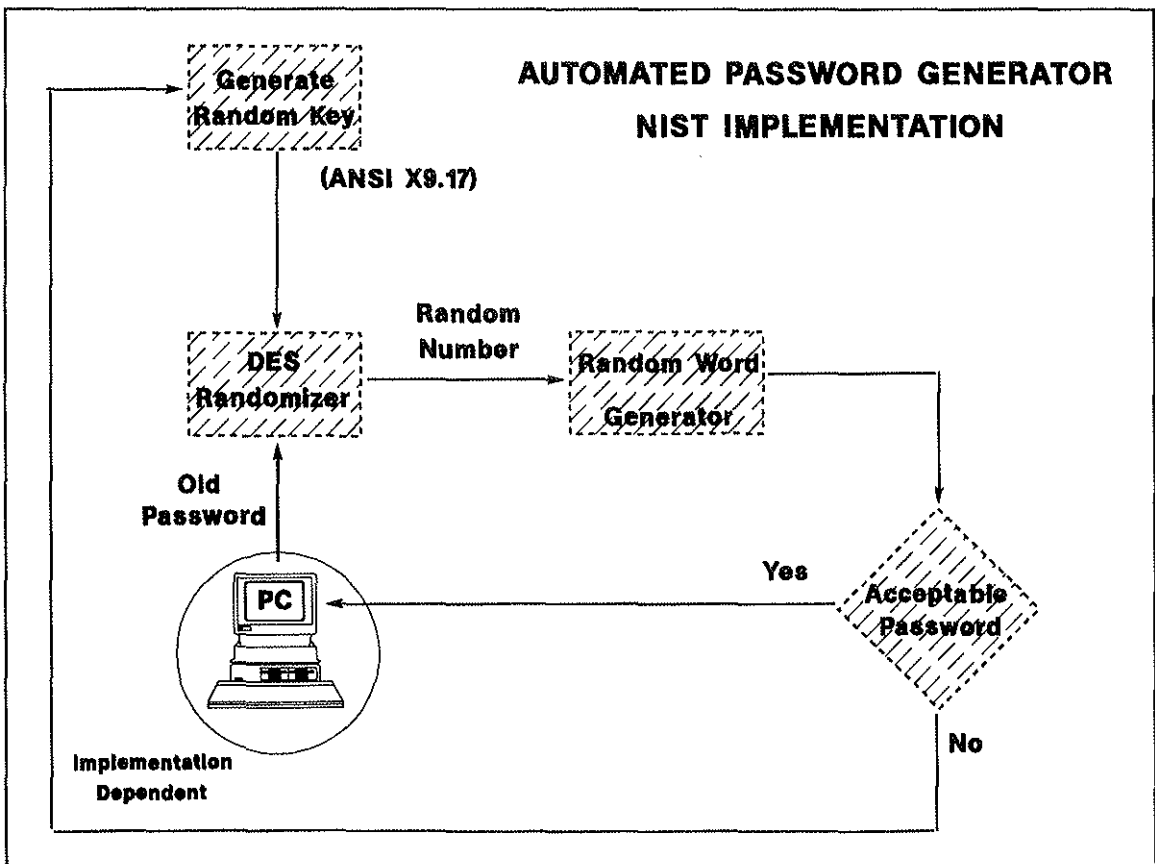 AUTOMATED PASSWORD GENERATOR
NIST IMPLEMENTATION
Generate
Random Key
(ANSI X9.17)
DES
Randomizer
Random
Number
Random Word
Generator
Old
Password
PC
Yes
Acceptable
Password
No
Implementation
Dependent